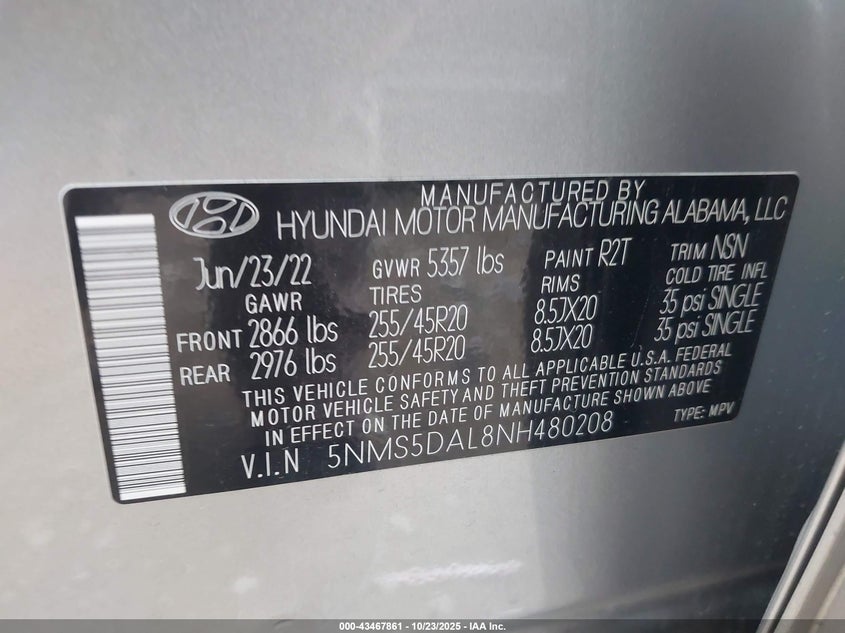 MANUFACTURED BY
HYUNDAI MOTOR MANUFACTURING ALABAMA, LLC
Jun/23/22 GVWR 5357 lbs PAINT R2T TRIM NSN
GAWR TIRES RIMS COLD TIRE INFL
FRONT 2866 lbs 255/45R20 8.5JX20 35 psi SINGLE
REAR 2976 lbs 255/45R20 8.5JX20 35 psi SINGLE
THIS VEHICLE CONFORMS TO ALL APPLICABLE U.S.A. FEDERAL
MOTOR VEHICLE SAFETY AND THEFT PREVENTION STANDARDS
IN EFFECT ON THE DATE OF MANUFACTURE SHOWN ABOVE
V.I.N 5NMS5DAL8NH480208 TYPE: MPV
000-43467861 - 10/23/2025 - IAA Inc.